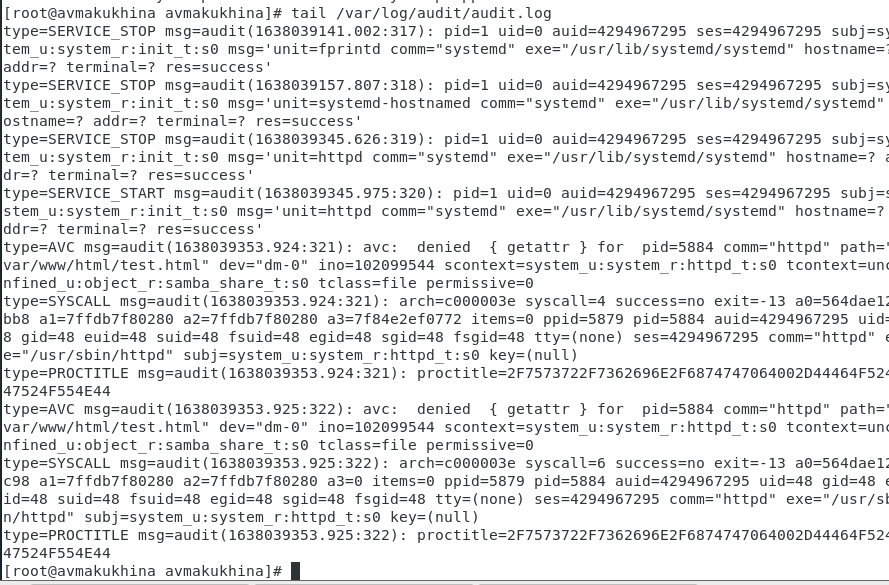 [root@avmakukhina avmakukhina]# tail /var/log/audit/audit.log
type=SERVICE_STOP msg=audit(1638039141.002:317): pid=1 uid=0 auid=4294967295 ses=4294967295 subj=sy
tem_u:system_r:init_t:s0 msg='unit=fprintd comm="systemd" exe="/usr/lib/systemd/systemd" hostname=?
addr=? terminal=? res=success'
type=SERVICE_STOP msg=audit(1638039157.807:318): pid=1 uid=0 auid=4294967295 ses=4294967295 subj=sy
tem_u:system_r:init_t:s0 msg='unit=systemd-hostnamed comm="systemd" exe="/usr/lib/systemd/systemd"
ostname=? addr=? terminal=? res=success'
type=SERVICE_STOP msg=audit(1638039345.626:319): pid=1 uid=0 auid=4294967295 ses=4294967295 subj=sy
tem_u:system_r:init_t:s0 msg='unit=httpd comm="systemd" exe="/usr/lib/systemd/systemd" hostname=? a
dr=? terminal=? res=success'
type=SERVICE_START msg=audit(1638039345.975:320): pid=1 uid=0 auid=4294967295 ses=4294967295 subj=s
stem_u:system_r:init_t:s0 msg='unit=httpd comm="systemd" exe="/usr/lib/systemd/systemd" hostname=?
ddr=? terminal=? res=success'
type=AVC msg=audit(1638039353.924:321): avc:  denied  { getattr } for  pid=5884 comm="httpd" path="
var/www/html/test.html" dev="dm-0" ino=102099544 scontext=system_u:system_r:httpd_t:s0 tcontext=unc
nfined_u:object_r:samba_share_t:s0 tclass=file permissive=0
type=SYSCALL msg=audit(1638039353.924:321): arch=c000003e syscall=4 success=no exit=-13 a0=564dae12
bb8 a1=7ffdb7f80280 a2=7ffdb7f80280 a3=7f84e2ef0772 items=0 ppid=5879 pid=5884 auid=4294967295 uid=
8 gid=48 euid=48 suid=48 fsuid=48 egid=48 sgid=48 fsgid=48 tty=(none) ses=4294967295 comm="httpd" e
e="/usr/sbin/httpd" subj=system_u:system_r:httpd_t:s0 key=(null)
type=PROCTITLE msg=audit(1638039353.924:321): proctitle=2F7573722F7362696E2F6874747064002D44464F524
47524F554E44
type=AVC msg=audit(1638039353.925:322): avc:  denied  { getattr } for  pid=5884 comm="httpd" path="
var/www/html/test.html" dev="dm-0" ino=102099544 scontext=system_u:system_r:httpd_t:s0 tcontext=unc
nfined_u:object_r:samba_share_t:s0 tclass=file permissive=0
type=SYSCALL msg=audit(1638039353.925:322): arch=c000003e syscall=6 success=no exit=-13 a0=564dae12
c98 a1=7ffdb7f80280 a2=7ffdb7f80280 a3=0 items=0 ppid=5879 pid=5884 auid=4294967295 uid=48 gid=48 e
id=48 suid=48 fsuid=48 egid=48 sgid=48 fsgid=48 tty=(none) ses=4294967295 comm="httpd" exe="/usr/sb
n/httpd" subj=system_u:system_r:httpd_t:s0 key=(null)
type=PROCTITLE msg=audit(1638039353.925:322): proctitle=2F7573722F7362696E2F6874747064002D44464F524
47524F554E44
[root@avmakukhina avmakukhina]#